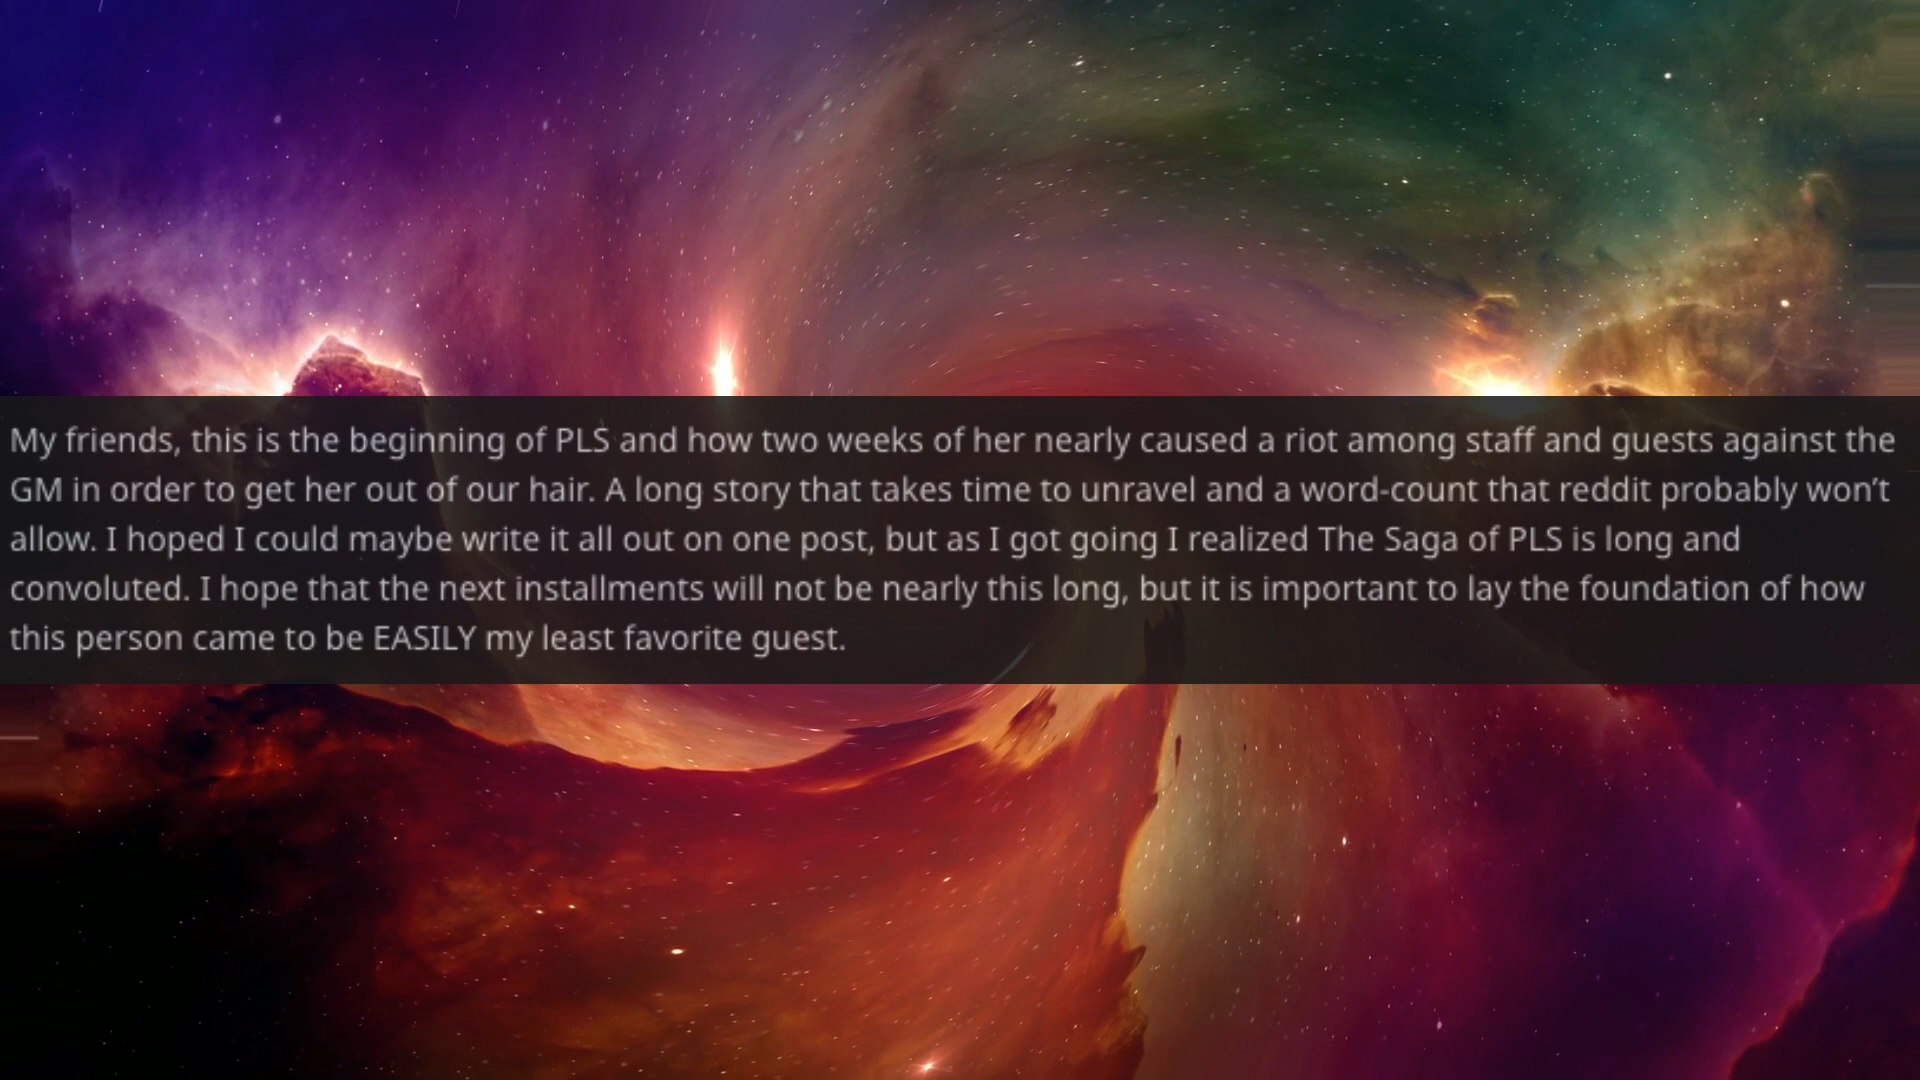 My friends, this is the beginning of PLS and how two weeks of her nearly caused a riot among staff and guests against the
GM in order to get her out of our hair. A long story that takes time to unravel and a word-count that reddit probably won’t
allow. I hoped I could maybe write it all out on one post, but as I got going I realized The Saga of PLS is long and
convoluted. I hope that the next installments will not be nearly this long, but it is important to lay the foundation of how
this person came to be EASILY my least favorite guest.